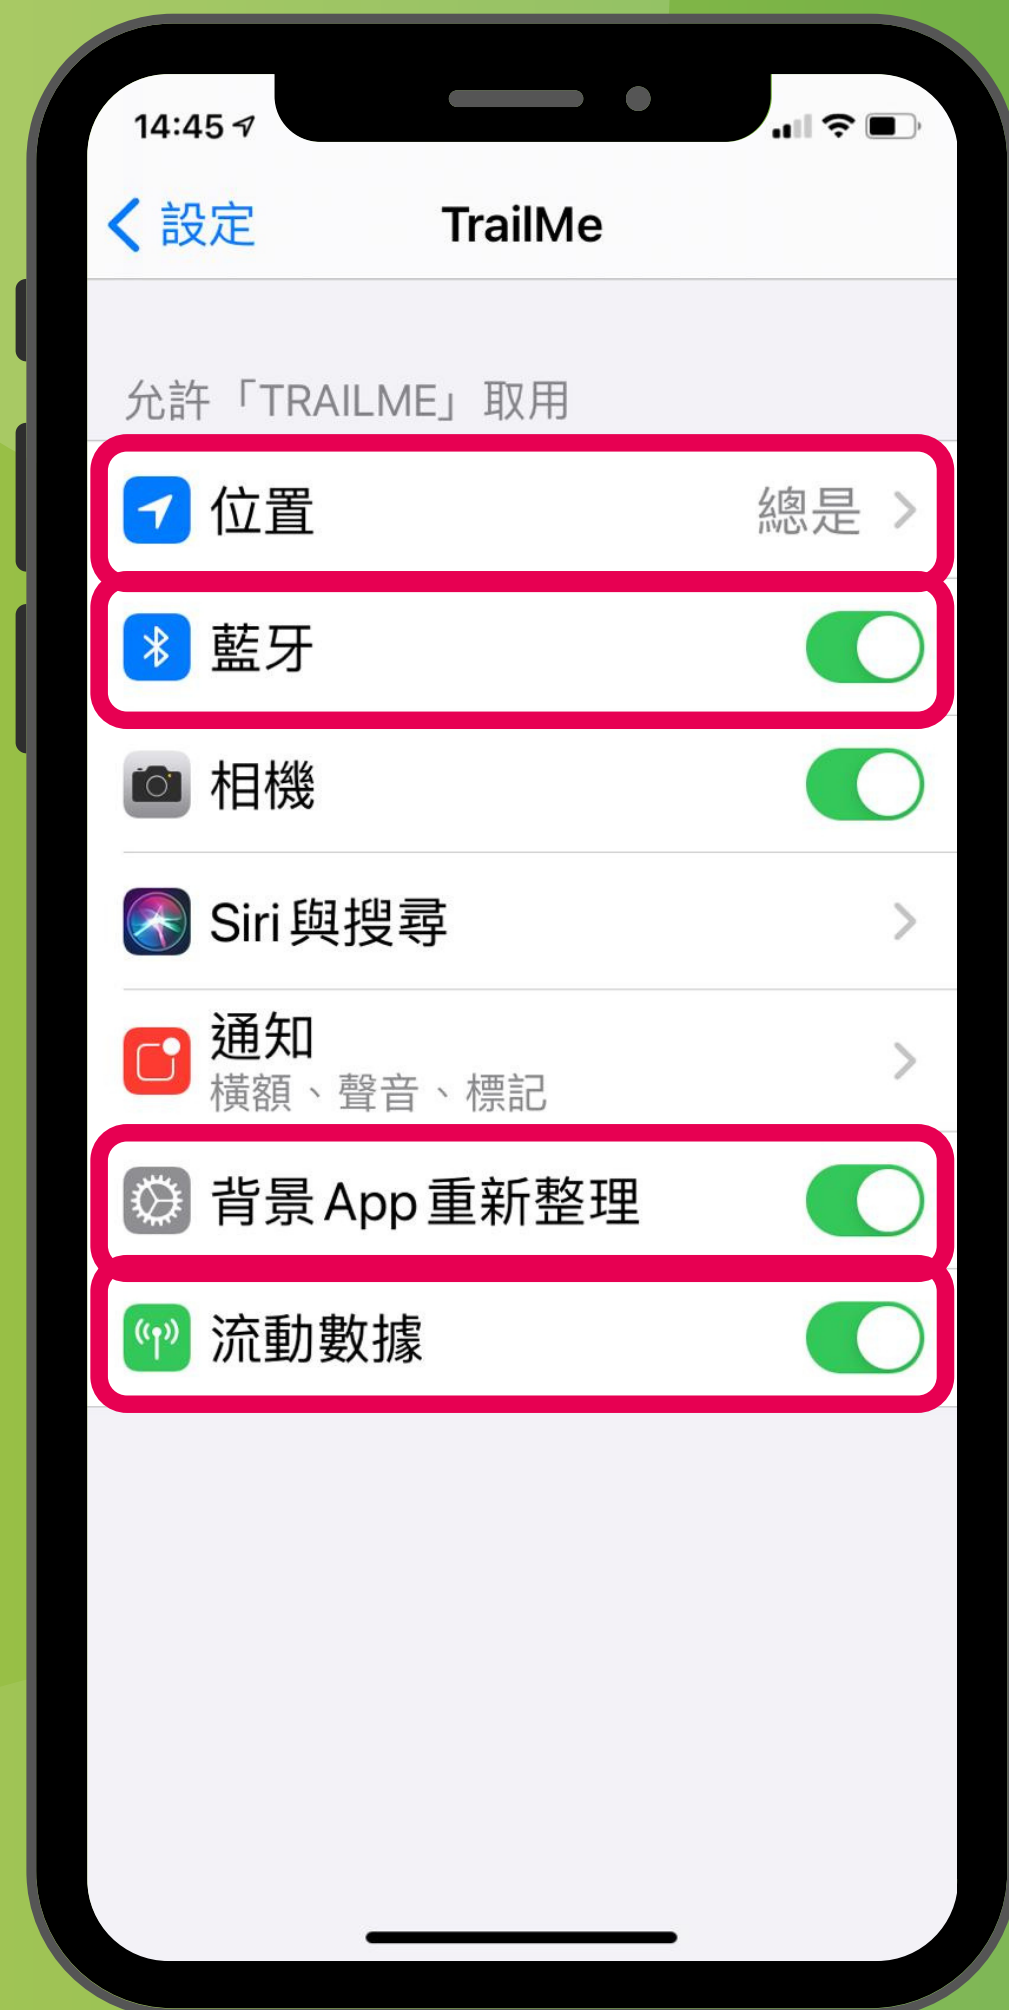 14:45
設定
TrailMe
允許「TRAILME」取用
位置 總是
藍牙
相機
Siri與搜尋
通知
橫額、聲音、標記
背景App重新整理
流動數據